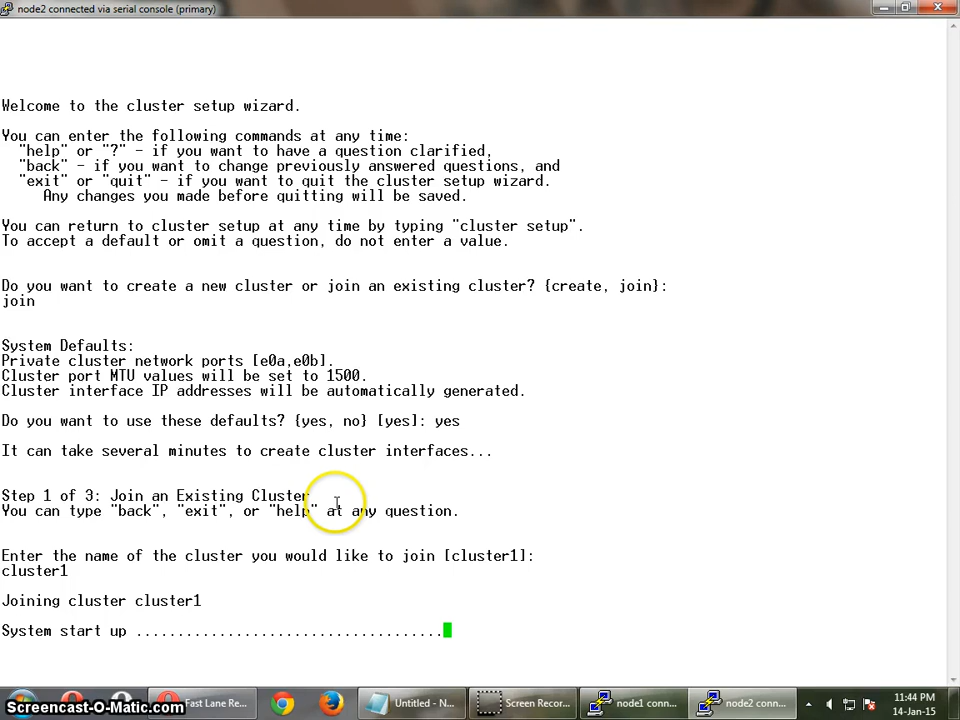 node2 connected via serial console (primary)
Welcome to the cluster setup wizard.
You can enter the following commands at any time:
"help" or "?" - if you want to have a question clarified,
"back" - if you want to change previously answered questions, and
"exit" or "quit" - if you want to quit the cluster setup wizard.
Any changes you made before quitting will be saved.
You can return to cluster setup at any time by typing "cluster setup".
To accept a default or omit a question, do not enter a value.
Do you want to create a new cluster or join an existing cluster? {create, join}:
join
System Defaults:
Private cluster network ports [e0a,e0b].
Cluster port MTU values will be set to 1500.
Cluster interface IP addresses will be automatically generated.
Do you want to use these defaults? {yes, no} [yes]: yes
It can take several minutes to create cluster interfaces...
Step 1 of 3: Join an Existing Cluster
You can type "back", "exit", or "help" at any question.
Enter the name of the cluster you would like to join [cluster1]:
cluster1
Joining cluster cluster1
System start up .....................................
Fast Lane Re... Untitled - N... Screen Recor... node1 conn... node2 conn... 11:44 PM
14-Jan-15
Screencast-O-Matic.com